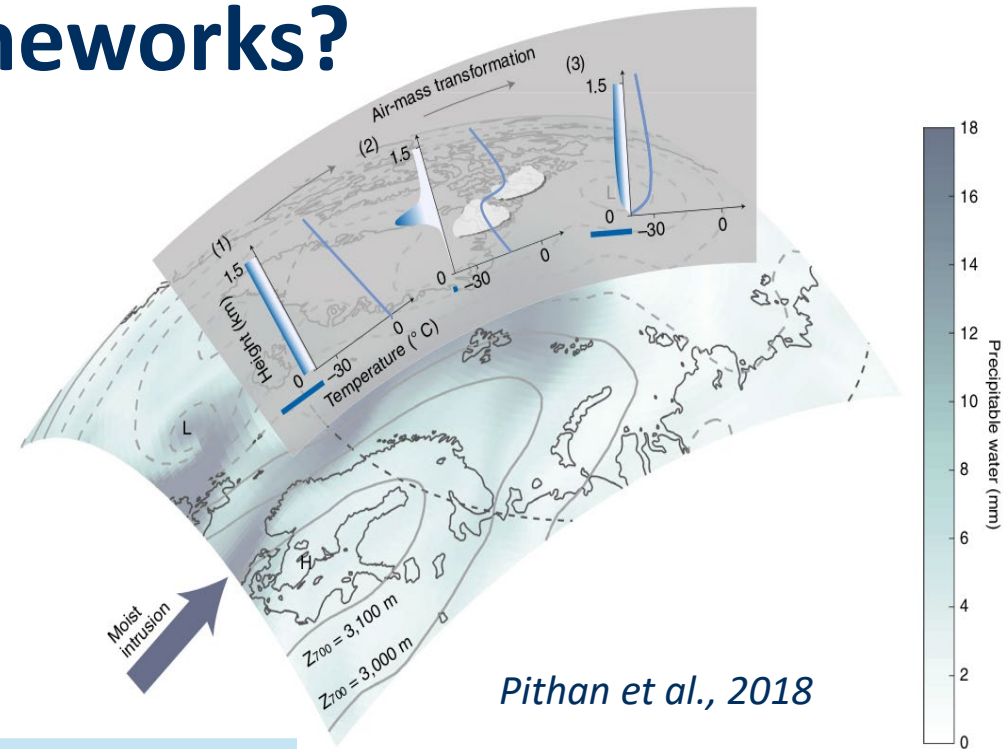 neworks?
Air-mass transformation
(1)
1.5
0
Height (km)
–30
0
Temperature (°C)
(2)
1.5
0
–30
0
(3)
1.5
L
0
–30
0
L
H
Moist
intrusion
Z700 = 3,100 m
Z700 = 3,000 m
Pithan et al., 2018
18
16
14
12
10
8
6
4
2
0
Precipitable water (mm)